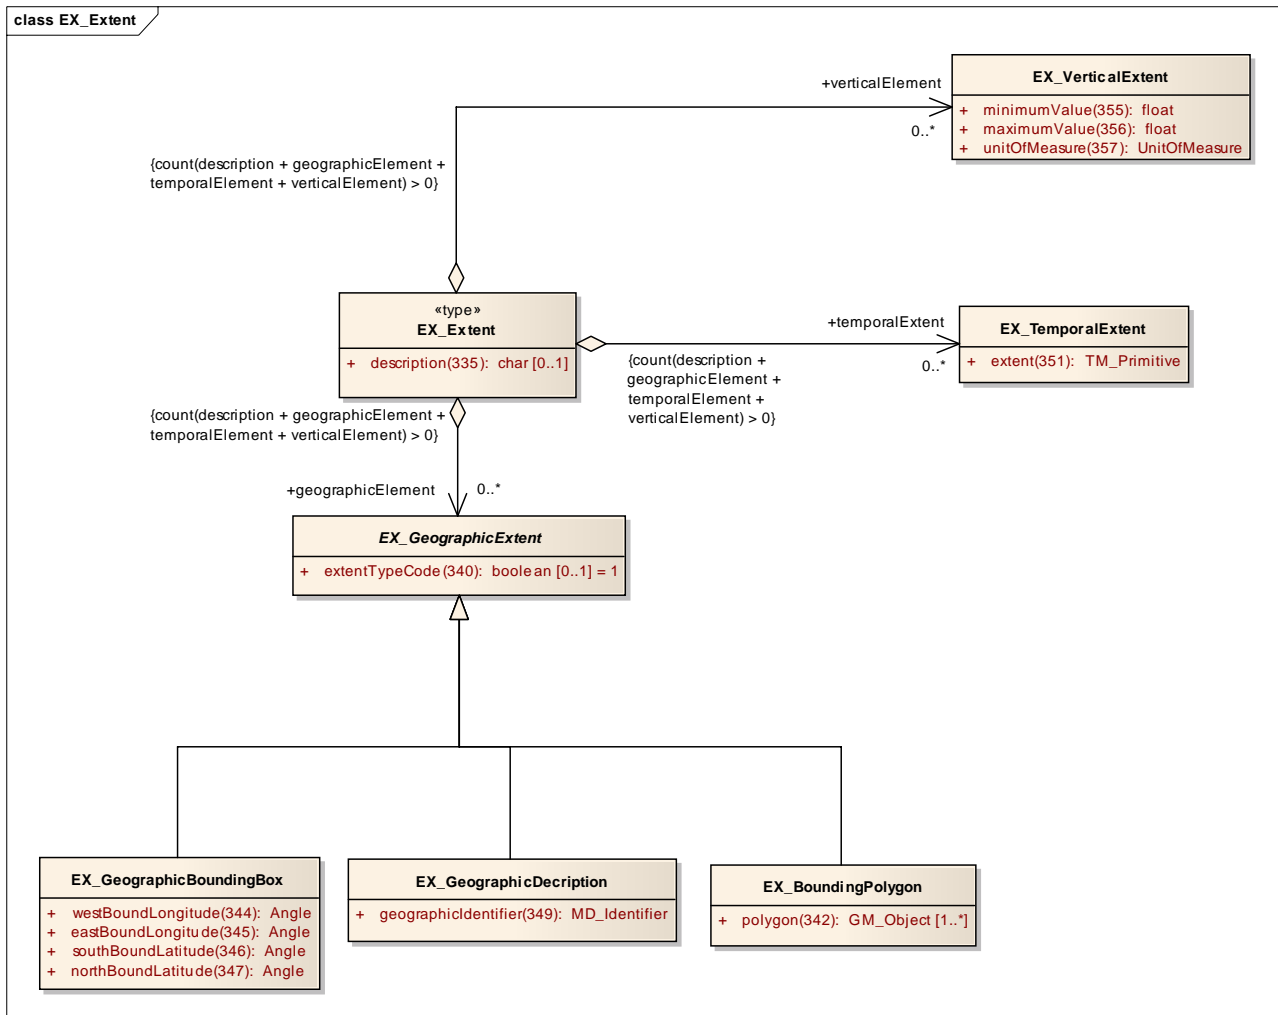 class EX_Extent
+verticalElement
0..*
EX_VerticalExtent
+ minimumValue(355): float
+ maximumValue(356): float
+ unitOfMeasure(357): UnitOfMeasure
{count(description + geographicElement +
temporalElement + verticalElement) > 0}
«type»
EX_Extent
+ description(335): char [0..1]
+temporalExtent
0..*
{count(description +
geographicElement +
temporalElement +
verticalElement) > 0}
EX_TemporalExtent
+ extent(351): TM_Primitive
{count(description + geographicElement +
temporalElement + verticalElement) > 0}
+geographicElement
0..*
EX_GeographicExtent
+ extentTypeCode(340): boolean [0..1] = 1
EX_GeographicBoundingBox
+ westBoundLongitude(344): Angle
+ eastBoundLongitude(345): Angle
+ southBoundLatitude(346): Angle
+ northBoundLatitude(347): Angle
EX_GeographicDecription
+ geographicIdentifier(349): MD_Identifier
EX_BoundingPolygon
+ polygon(342): GM_Object [1..*]